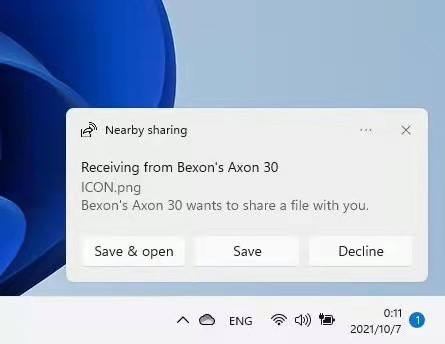 Nearby sharing
Receiving from Bexon's Axon 30
ICON.png
Bexon's Axon 30 wants to share a file with you.
Save & open
Save
Decline
ENG
0:11
2021/10/7
1